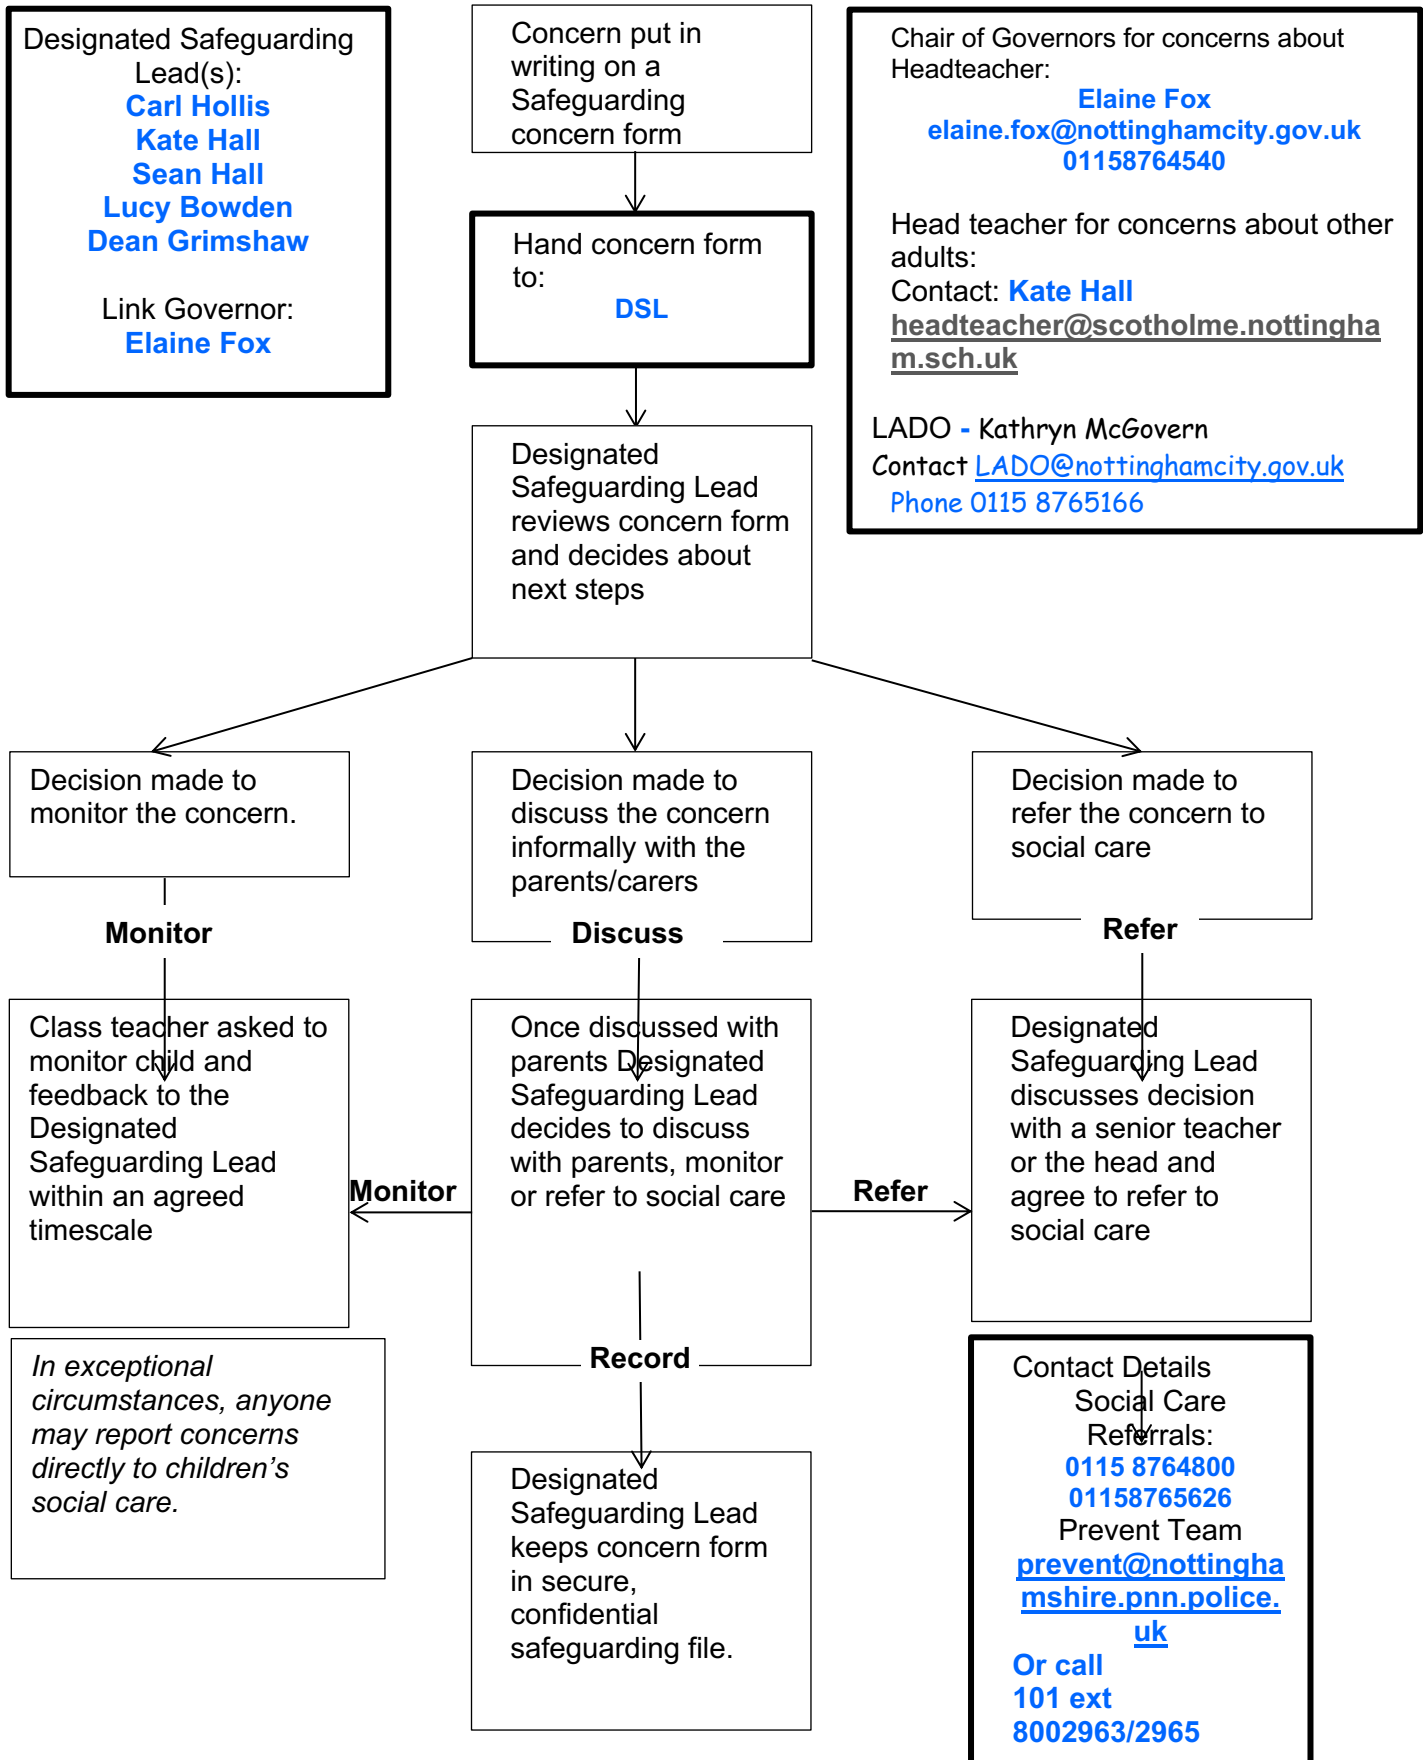 Designated Safeguarding
Lead(s):
Carl Hollis
Kate Hall
Sean Hall
Lucy Bowden
Dean Grimshaw
Link Governor:
Elaine Fox
Concern put in
writing on a
Safeguarding
concern form
Chair of Governors for concerns about
Headteacher:
Elaine Fox
elaine.fox@nottinghamcity.gov.uk
01158764540
Head teacher for concerns about other
adults:
Contact: Kate Hall
headteacher@scotholme.nottingha
m.sch.uk
LADO - Kathryn McGovern
Contact LADO@nottinghamcity.gov.uk
Phone 0115 8765166
Hand concern form
to:
DSL
Designated
Safeguarding Lead
reviews concern form
and decides about
next steps
Decision made to
monitor the concern.
Decision made to
discuss the concern
informally with the
parents/carers
Decision made to
refer the concern to
social care
Monitor
Discuss
Refer
Class teacher asked to
monitor child and
feedback to the
Designated
Safeguarding Lead
within an agreed
timescale
Monitor
Once discussed with
parents Designated
Safeguarding Lead
decides to discuss
with parents, monitor
or refer to social care
Refer
Designated
Safeguarding Lead
discusses decision
with a senior teacher
or the head and
agree to refer to
social care
In exceptional
circumstances, anyone
may report concerns
directly to children’s
social care.
Record
Designated
Safeguarding Lead
keeps concern form
in secure,
confidential
safeguarding file.
Contact Details
Social Care
Referrals:
0115 8764800
01158765626
Prevent Team
prevent@nottingha
mshire.pnn.police.
uk
Or call
101 ext
8002963/2965